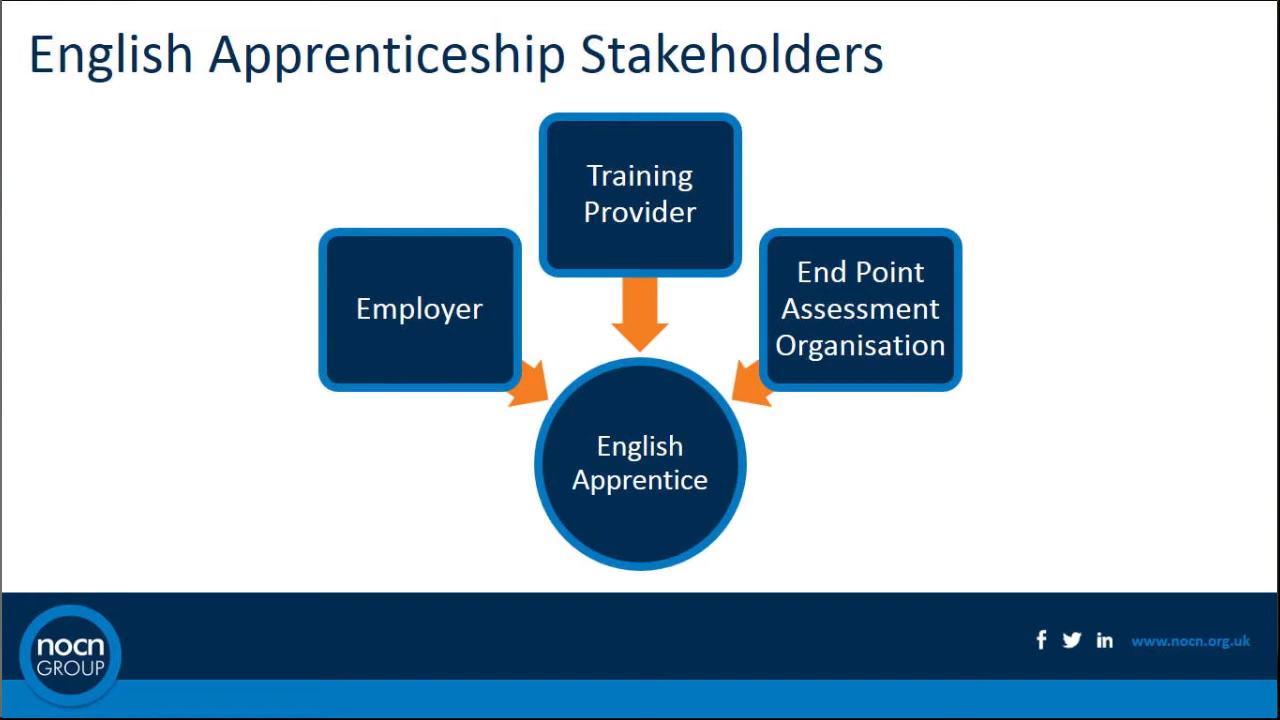 English Apprenticeship Stakeholders
Training
Provider
Employer
End Point
Assessment
Organisation
English
Apprentice
nocn
GROUP
www.nocn.org.uk